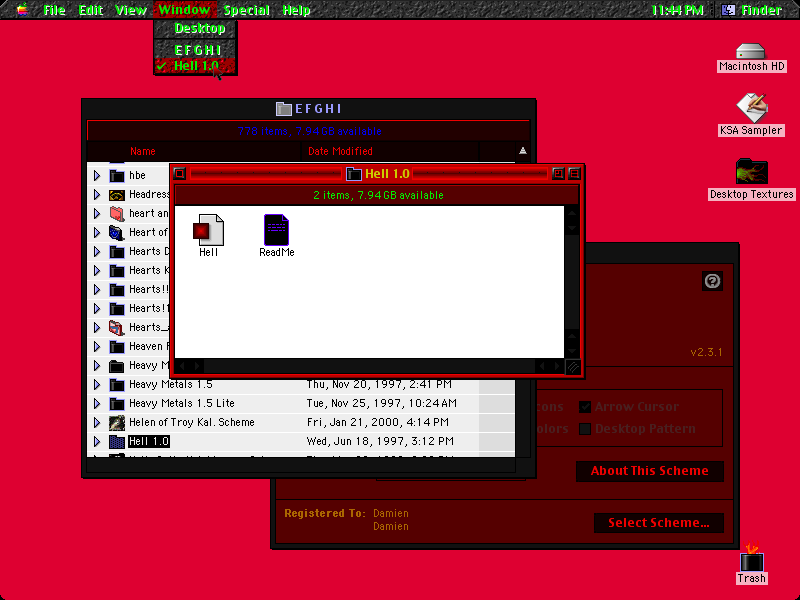 File Edit View Window Special Help 11:44 PM Finder
Desktop
E F G H I
Hell 1.0
Macintosh HD
KSA Sampler
Desktop Textures
E F G H I
778 items, 7.94 GB available
Name Date Modified
hbe
Headress
heart an
Heart of
Hearts D
Hearts K
Hearts!!
Hearts!1
Hearts_a
Heaven F
Heavy M
Heavy Metals 1.5 Thu, Nov 20, 1997, 2:41 PM
Heavy Metals 1.5 Lite Tue, Nov 25, 1997, 10:24 AM
Helen of Troy Kal. Scheme Fri, Jan 21, 2000, 4:14 PM
Hell 1.0 Wed, Jun 18, 1997, 3:12 PM
Hell 1.0
2 items, 7.94 GB available
Hell
ReadMe
v2.3.1
cons Arrow Cursor
olors Desktop Pattern
About This Scheme
Registered To: Damien
Damien
Select Scheme...
Trash